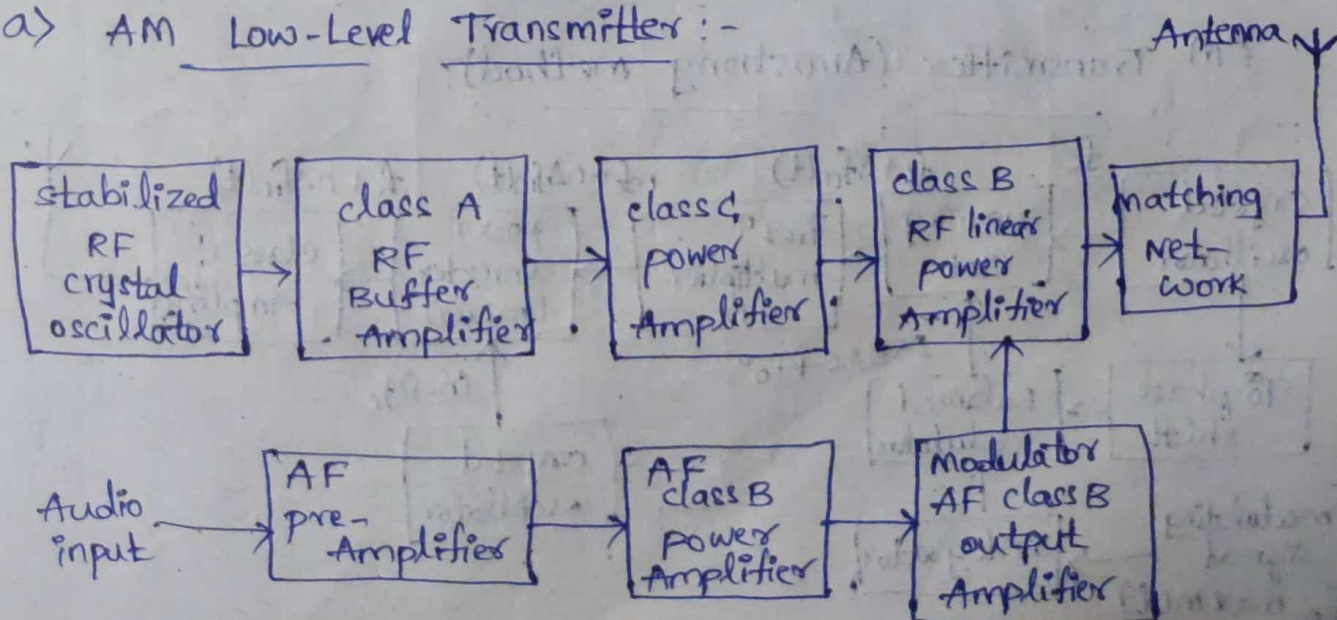 a) AM Low-Level Transmitter :-
Antenna
stabilized
RF
crystal
oscillator
class A
RF
Buffer
Amplifier
class C
power
Amplifier
class B
RF linear
power
Amplifier
Matching
Net-
work
Audio
input
AF
pre-
Amplifier
AF
class B
power
Amplifier
Modulator
AF class B
output
Amplifier